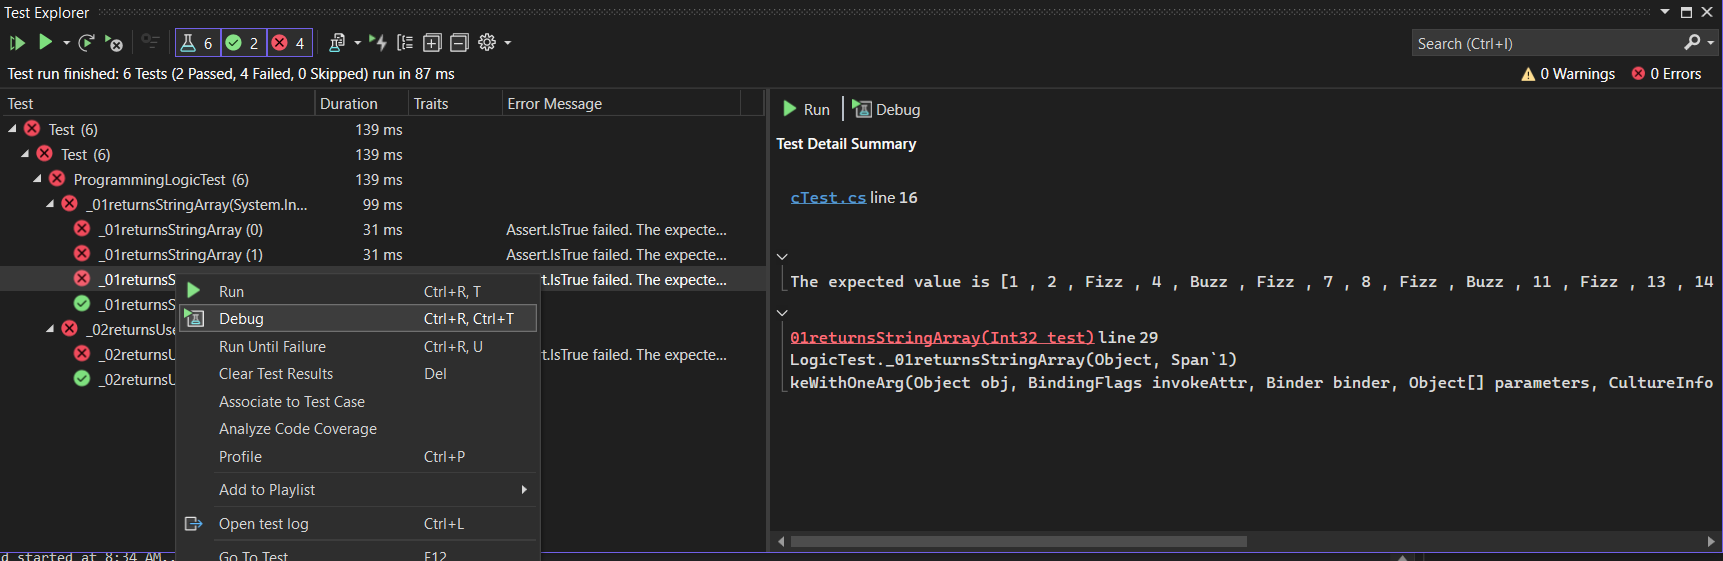 Test Explorer
6 2 4
Search (Ctrl+I)
Test run finished: 6 Tests (2 Passed, 4 Failed, 0 Skipped) run in 87 ms
0 Warnings 0 Errors
Test Duration Traits Error Message
Test (6) 139 ms
Test (6) 139 ms
ProgrammingLogicTest (6) 139 ms
_01returnsStringArray(System.In... 99 ms
_01returnsStringArray (0) 31 ms Assert.IsTrue failed. The expecte...
_01returnsStringArray (1) 31 ms Assert.IsTrue failed. The expecte...
_01returnsS rt.IsTrue failed. The expecte...
_01returnsS
_02returnsUse
_02returnsU rt.IsTrue failed. The expecte...
_02returnsU
Run Ctrl+R, T
Debug Ctrl+R, Ctrl+T
Run Until Failure Ctrl+R, U
Clear Test Results Del
Associate to Test Case
Analyze Code Coverage
Profile Ctrl+P
Add to Playlist
Open test log Ctrl+L
Go To Test F12
Run Debug
Test Detail Summary
cTest.cs line 16
The expected value is [1 , 2 , Fizz , 4 , Buzz , Fizz , 7 , 8 , Fizz , Buzz , 11 , Fizz , 13 , 14
01returnsStringArray(Int32 test) line 29
LogicTest._01returnsStringArray(Object, Span`1)
keWithOneArg(Object obj, BindingFlags invokeAttr, Binder binder, Object[] parameters, CultureInfo
d started at 8:34 AM..